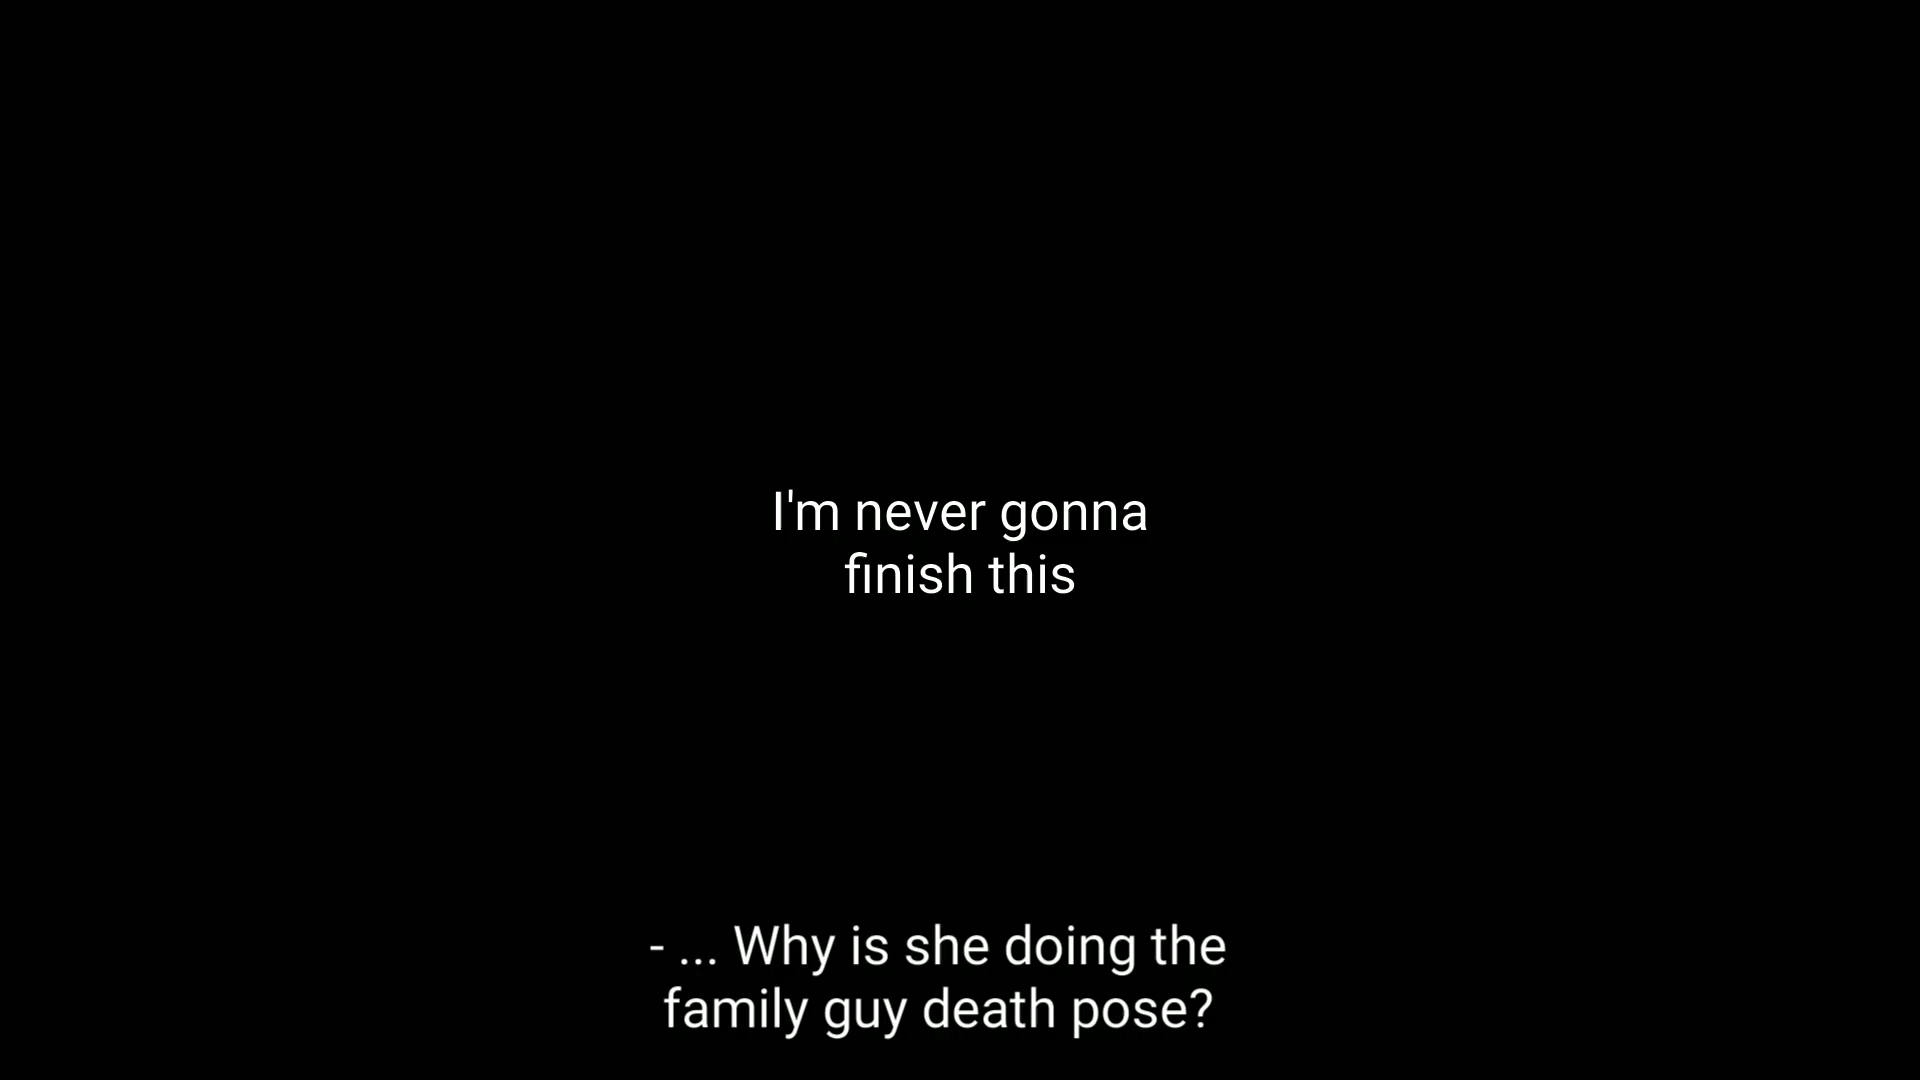 I'm never gonna
finish this
- ... Why is she doing the
family guy death pose?